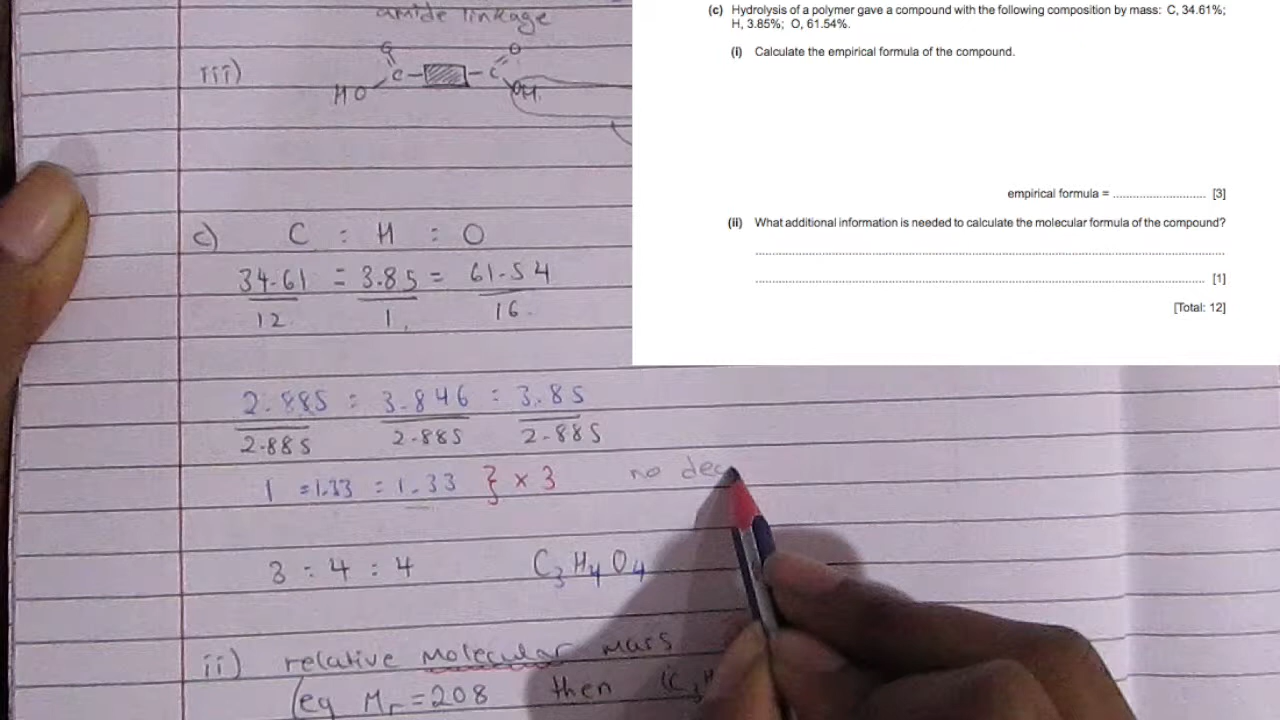 amide linkage
iii)
O
O
C
C
HO
OH
c) C : H : O
34.61 = 3.85 = 61.54
12 1 16
2.885 : 3.846 : 3.85
2.885 2.885 2.885
1 = 1.33 = 1.33 } x 3 no dec
3 : 4 : 4 C3H4O4
ii) relative molecular mass
(eg Mr = 208 then (C3H
(c) Hydrolysis of a polymer gave a compound with the following composition by mass: C, 34.61%;
H, 3.85%; O, 61.54%.
(i) Calculate the empirical formula of the compound.
empirical formula = .......................... [3]
(ii) What additional information is needed to calculate the molecular formula of the compound?
[1]
[Total: 12]